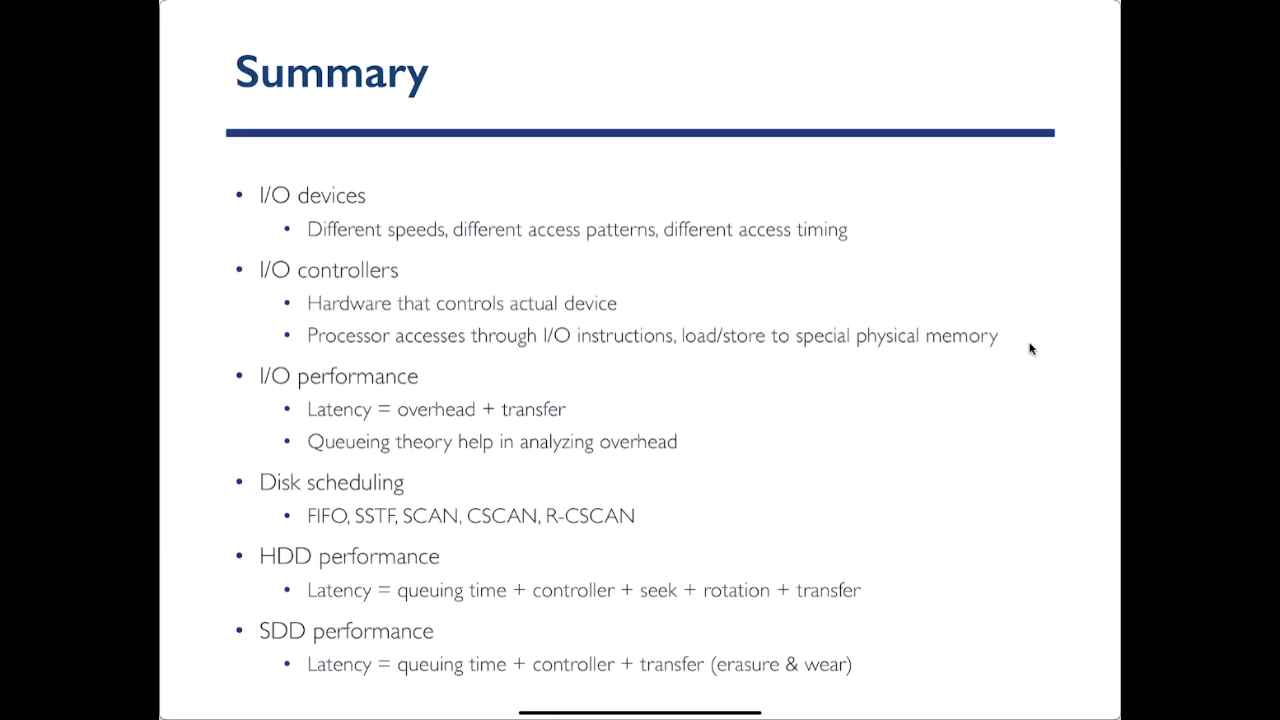 Summary
• I/O devices
• Different speeds, different access patterns, different access timing
• I/O controllers
• Hardware that controls actual device
• Processor accesses through I/O instructions, load/store to special physical memory
• I/O performance
• Latency = overhead + transfer
• Queueing theory help in analyzing overhead
• Disk scheduling
• FIFO, SSTF, SCAN, CSCAN, R-CSCAN
• HDD performance
• Latency = queuing time + controller + seek + rotation + transfer
• SDD performance
• Latency = queuing time + controller + transfer (erasure & wear)